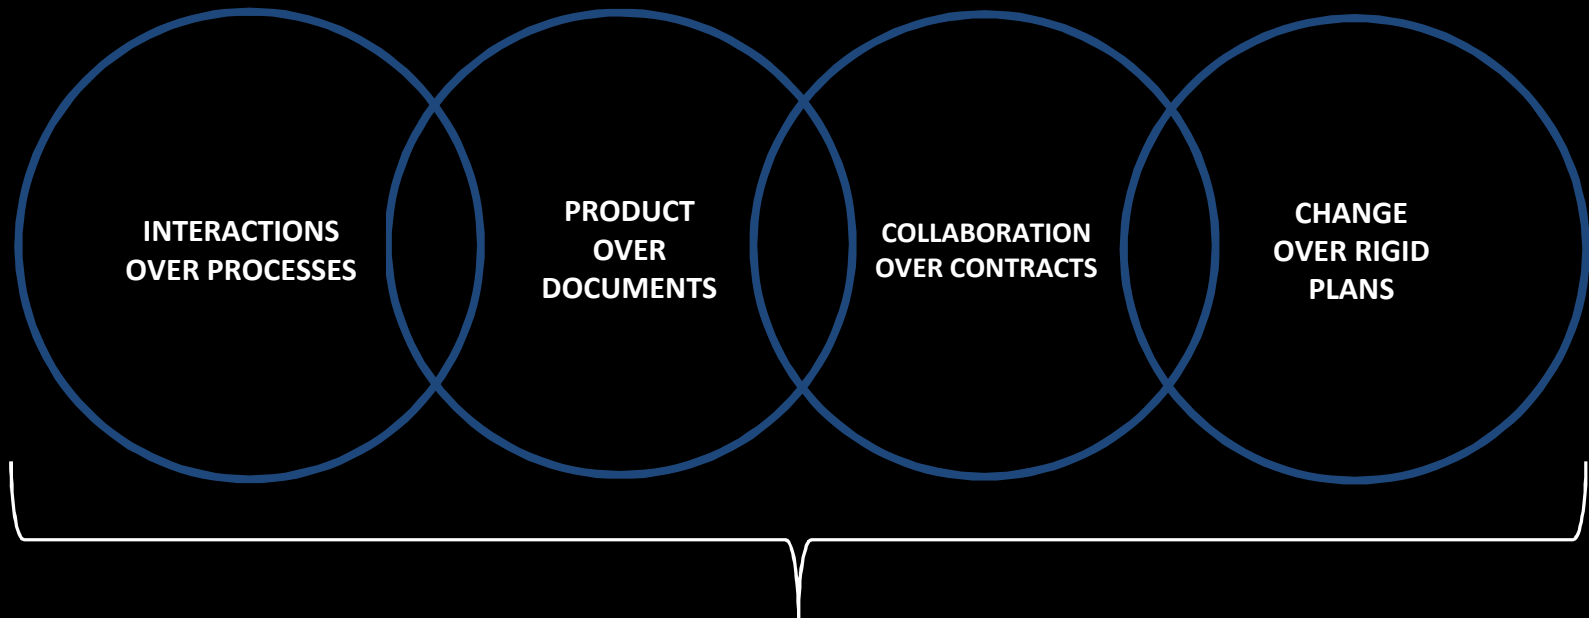 INTERACTIONS
OVER PROCESSES
PRODUCT
OVER
DOCUMENTS
COLLABORATION
OVER CONTRACTS
CHANGE
OVER RIGID
PLANS